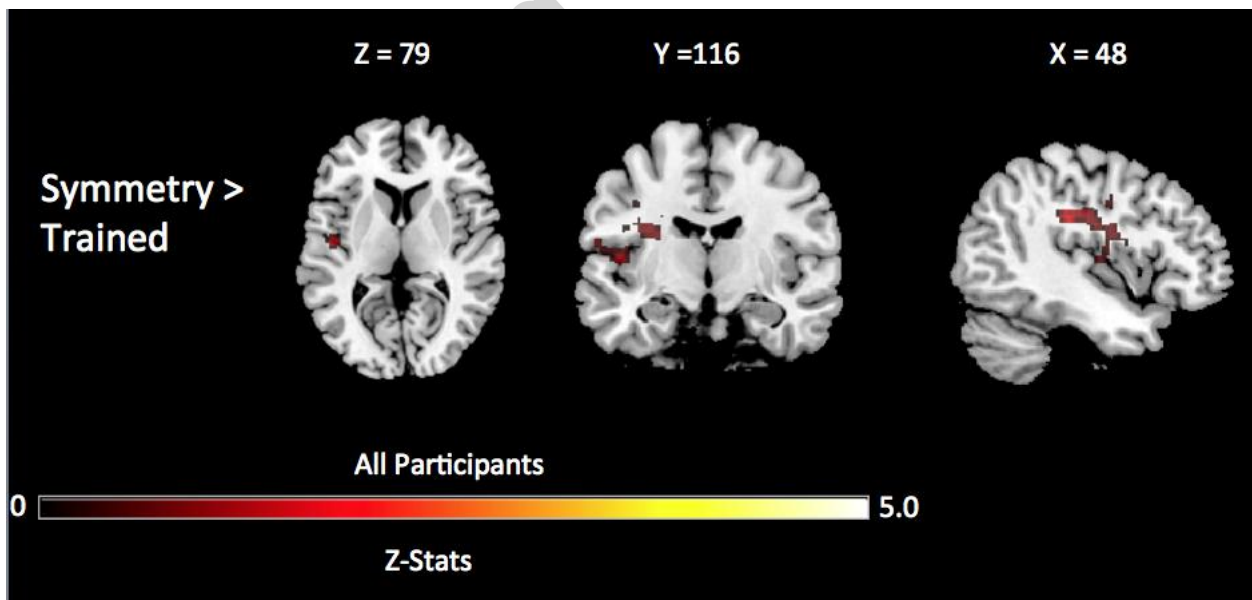 Z = 79
Y =116
X = 48
Symmetry >
Trained
All Participants
0
5.0
Z-Stats